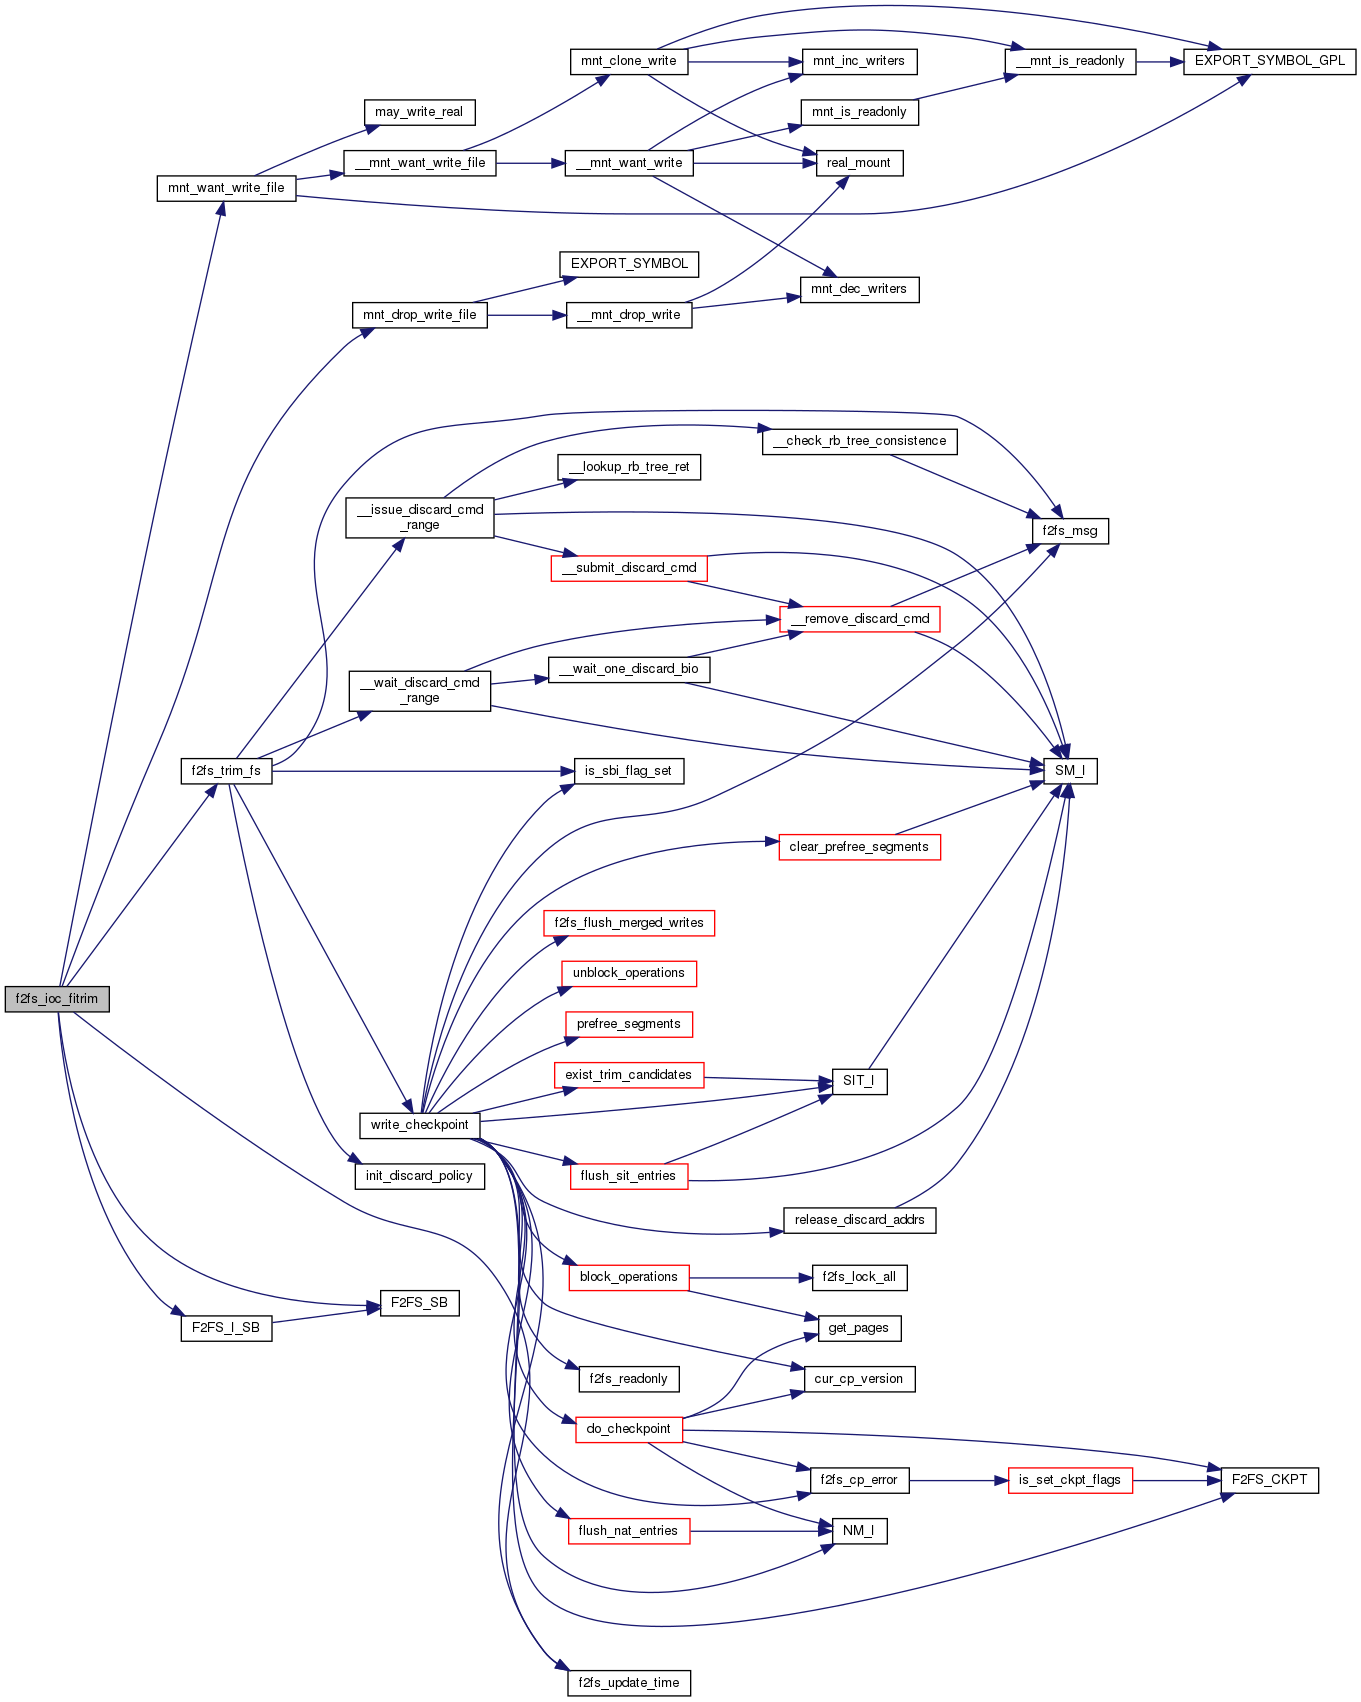 mnt_clone_write
mnt_inc_writers
__mnt_is_readonly
EXPORT_SYMBOL_GPL
may_write_real
mnt_is_readonly
mnt_want_write_file
__mnt_want_write_file
__mnt_want_write
real_mount
EXPORT_SYMBOL
mnt_dec_writers
mnt_drop_write_file
__mnt_drop_write
__check_rb_tree_consistence
__lookup_rb_tree_ret
__issue_discard_cmd
_range
f2fs_msg
__submit_discard_cmd
__remove_discard_cmd
__wait_one_discard_bio
__wait_discard_cmd
_range
f2fs_trim_fs
is_sbi_flag_set
SM_I
clear_prefree_segments
f2fs_flush_merged_writes
unblock_operations
f2fs_ioc_fitrim
prefree_segments
exist_trim_candidates
SIT_I
write_checkpoint
init_discard_policy
flush_sit_entries
release_discard_addrs
block_operations
f2fs_lock_all
F2FS_SB
F2FS_I_SB
get_pages
f2fs_readonly
cur_cp_version
do_checkpoint
f2fs_cp_error
is_set_ckpt_flags
F2FS_CKPT
flush_nat_entries
NM_I
f2fs_update_time